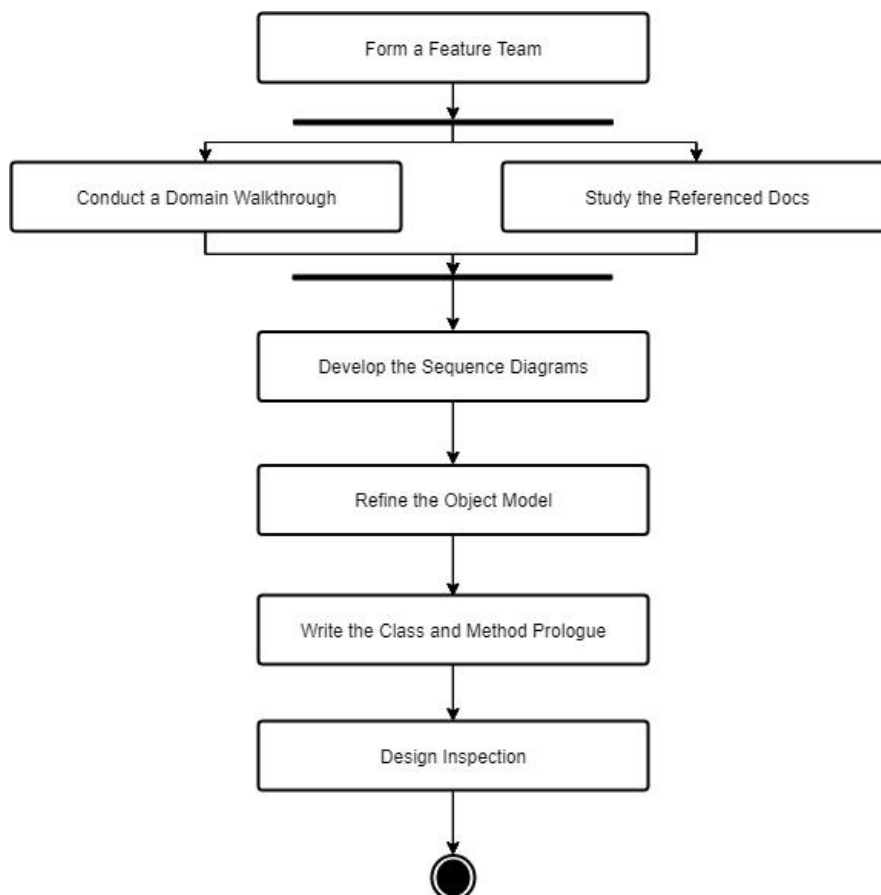 Form a Feature Team
Conduct a Domain Walkthrough
Study the Referenced Docs
Develop the Sequence Diagrams
Refine the Object Model
Write the Class and Method Prologue
Design Inspection